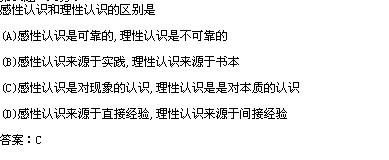 感性认识和理性认识的区别是
(A)感性认识是可靠的,理性认识是不可靠的
(B)感性认识来源于实践,理性认识来源于书本
(C)感性认识是对现象的认识,理性认识是是对本质的认识
(D)感性认识来源于直接经验,理性认识来源于间接经验
答案：C